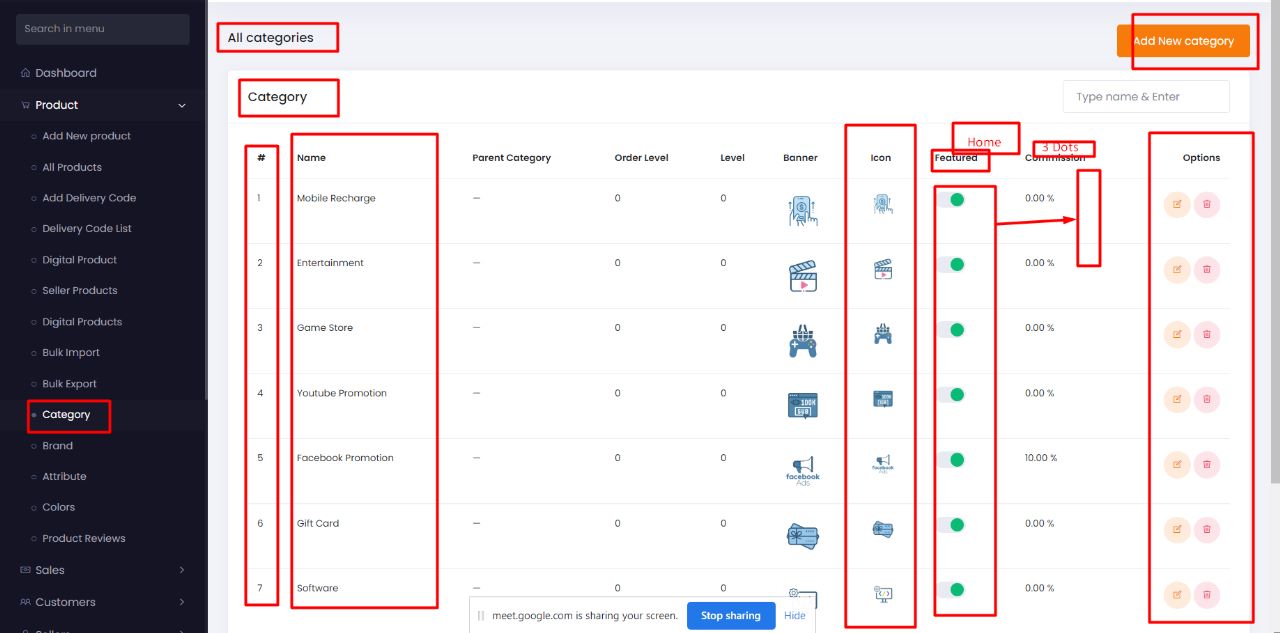 Search in menu
Dashboard
Product
Add New product
All Products
Add Delivery Code
Delivery Code List
Digital Product
Seller Products
Digital Products
Bulk Import
Bulk Export
Category
Brand
Attribute
Colors
Product Reviews
Sales
Customers
All categories
Add New category
Category
Type name & Enter
Home
3 Dots
# Name Parent Category Order Level Level Banner Icon Featured Commission Options
1 Mobile Recharge — 0 0 0.00 %
2 Entertainment — 0 0 0.00 %
3 Game Store — 0 0 0.00 %
4 Youtube Promotion — 0 0 100K SUB 0.00 %
5 Facebook Promotion — 0 0 facebook Ads facebook 10.00 %
6 Gift Card — 0 0 0.00 %
7 Software — 0 0 0.00 %
meet.google.com is sharing your screen. Stop sharing Hide